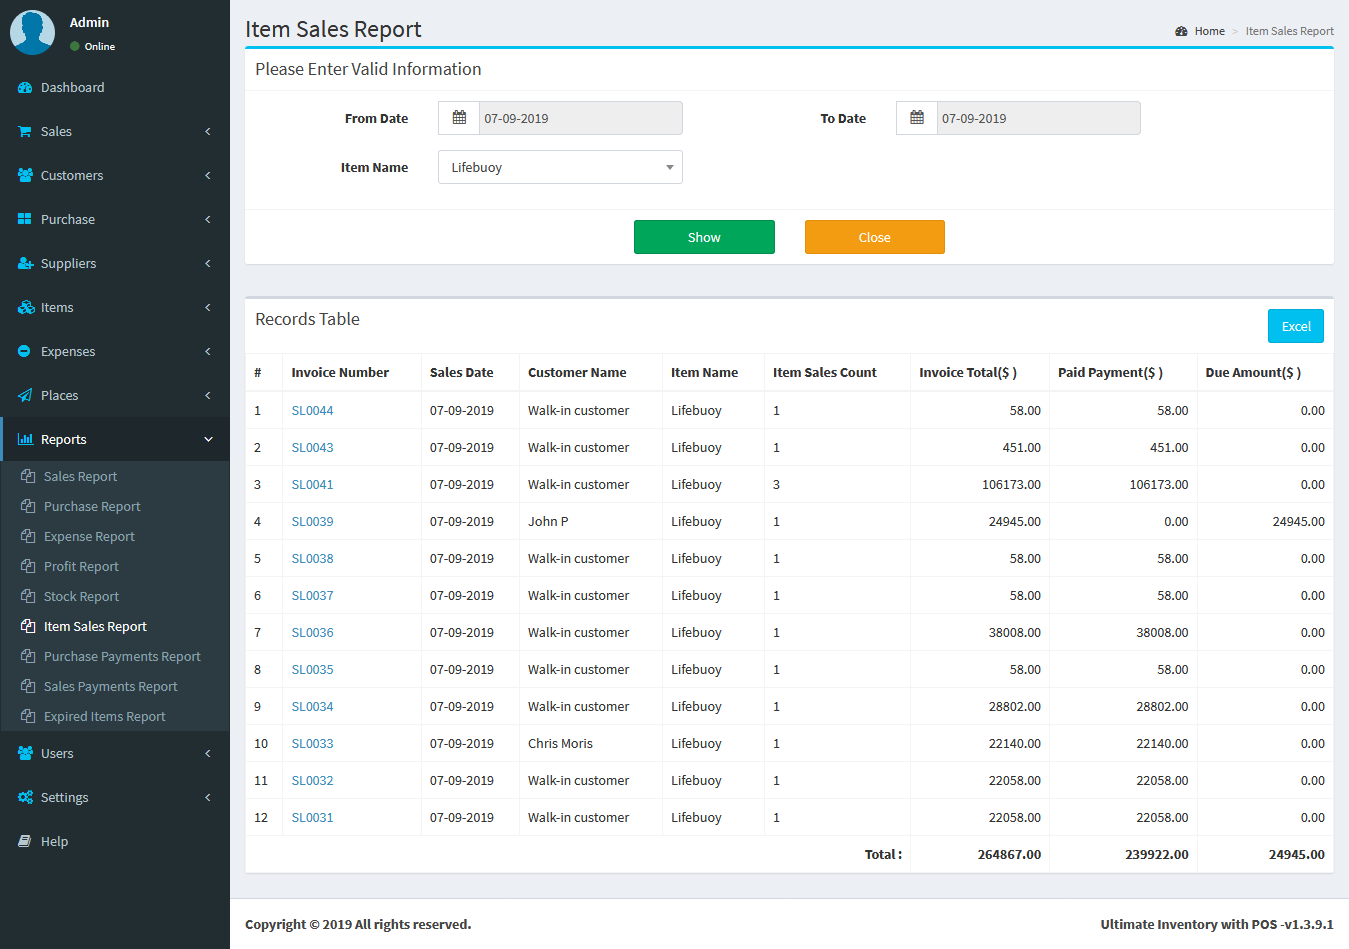 Admin
Online
Dashboard
Sales
Customers
Purchase
Suppliers
Items
Expenses
Places
Reports
Sales Report
Purchase Report
Expense Report
Profit Report
Stock Report
Item Sales Report
Purchase Payments Report
Sales Payments Report
Expired Items Report
Users
Settings
Help
Item Sales Report
Home > Item Sales Report
Please Enter Valid Information
From Date 07-09-2019 To Date 07-09-2019
Item Name Lifebuoy
Show Close
Records Table
Excel
# Invoice Number Sales Date Customer Name Item Name Item Sales Count Invoice Total($ ) Paid Payment($ ) Due Amount($ )
1 SL0044 07-09-2019 Walk-in customer Lifebuoy 1 58.00 58.00 0.00
2 SL0043 07-09-2019 Walk-in customer Lifebuoy 1 451.00 451.00 0.00
3 SL0041 07-09-2019 Walk-in customer Lifebuoy 3 106173.00 106173.00 0.00
4 SL0039 07-09-2019 John P Lifebuoy 1 24945.00 0.00 24945.00
5 SL0038 07-09-2019 Walk-in customer Lifebuoy 1 58.00 58.00 0.00
6 SL0037 07-09-2019 Walk-in customer Lifebuoy 1 58.00 58.00 0.00
7 SL0036 07-09-2019 Walk-in customer Lifebuoy 1 38008.00 38008.00 0.00
8 SL0035 07-09-2019 Walk-in customer Lifebuoy 1 58.00 58.00 0.00
9 SL0034 07-09-2019 Walk-in customer Lifebuoy 1 28802.00 28802.00 0.00
10 SL0033 07-09-2019 Chris Moris Lifebuoy 1 22140.00 22140.00 0.00
11 SL0032 07-09-2019 Walk-in customer Lifebuoy 1 22058.00 22058.00 0.00
12 SL0031 07-09-2019 Walk-in customer Lifebuoy 1 22058.00 22058.00 0.00
Total : 264867.00 239922.00 24945.00
Copyright © 2019 All rights reserved.
Ultimate Inventory with POS -v1.3.9.1